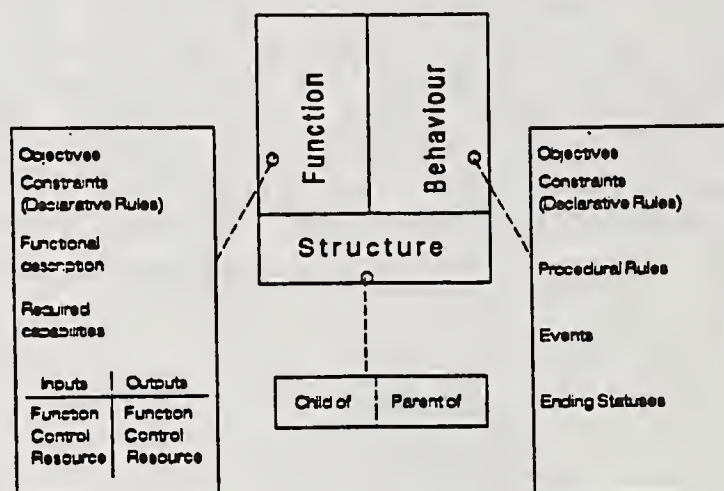 Function
Behaviour
Structure
Objectives
Constraints
(Declarative Rules)
Functional
description
Required
capabilities
Inputs Outputs
Function Function
Control Control
Resource Resource
Child of Parent of
Objectives
Constraints
(Declarative Rules)
Procedural Rules
Events
Ending Statuses